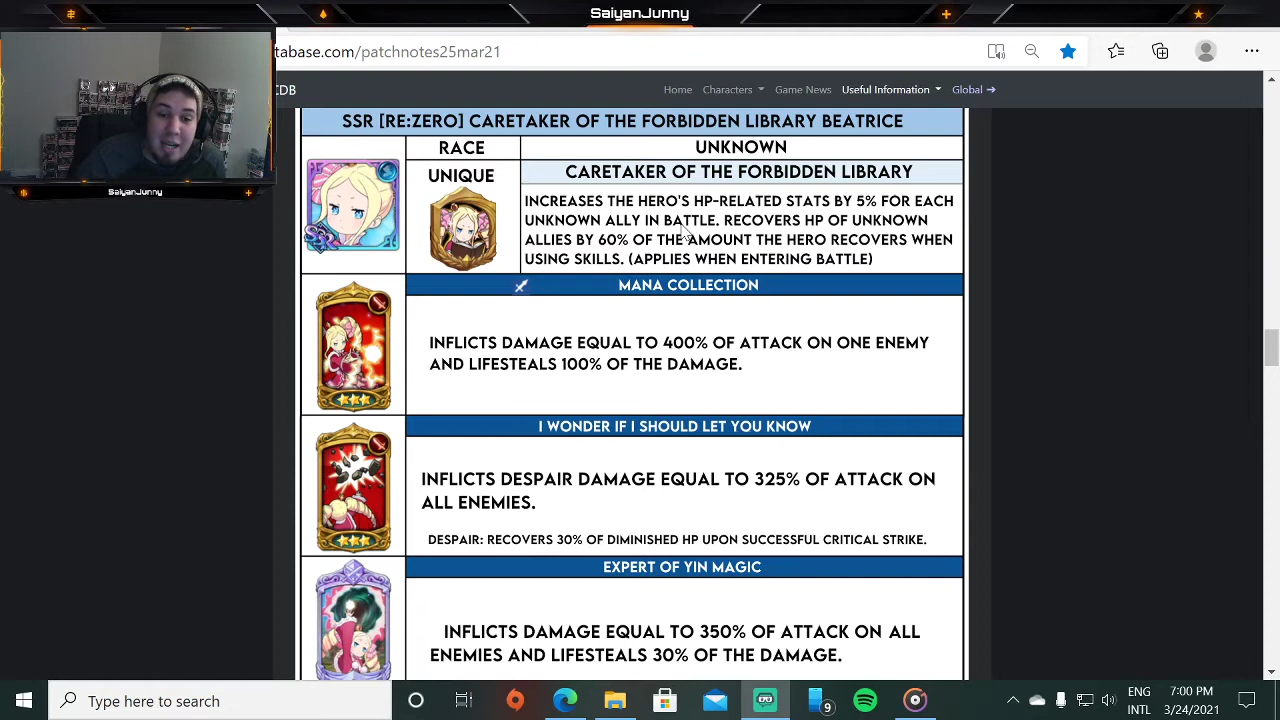 SaiyanJunny
tabase.com/patchnotes25mar21
CDB
Home
Characters
Game News
Useful Information
Global →
SSR [RE:ZERO] CARETAKER OF THE FORBIDDEN LIBRARY BEATRICE
RACE
UNKNOWN
UNIQUE
CARETAKER OF THE FORBIDDEN LIBRARY
INCREASES THE HERO'S HP-RELATED STATS BY 5% FOR EACH
UNKNOWN ALLY IN BATTLE. RECOVERS HP OF UNKNOWN
ALLIES BY 60% OF THE AMOUNT THE HERO RECOVERS WHEN
USING SKILLS. (APPLIES WHEN ENTERING BATTLE)
SSR
SaiyanJunny
MANA COLLECTION
INFLICTS DAMAGE EQUAL TO 400% OF ATTACK ON ONE ENEMY
AND LIFESTEALS 100% OF THE DAMAGE.
I WONDER IF I SHOULD LET YOU KNOW
INFLICTS DESPAIR DAMAGE EQUAL TO 325% OF ATTACK ON
ALL ENEMIES.
DESPAIR: RECOVERS 30% OF DIMINISHED HP UPON SUCCESSFUL CRITICAL STRIKE.
EXPERT OF YIN MAGIC
INFLICTS DAMAGE EQUAL TO 350% OF ATTACK ON ALL
ENEMIES AND LIFESTEALS 30% OF THE DAMAGE.
Type here to search
9
ENG
INTL
7:00 PM
3/24/2021